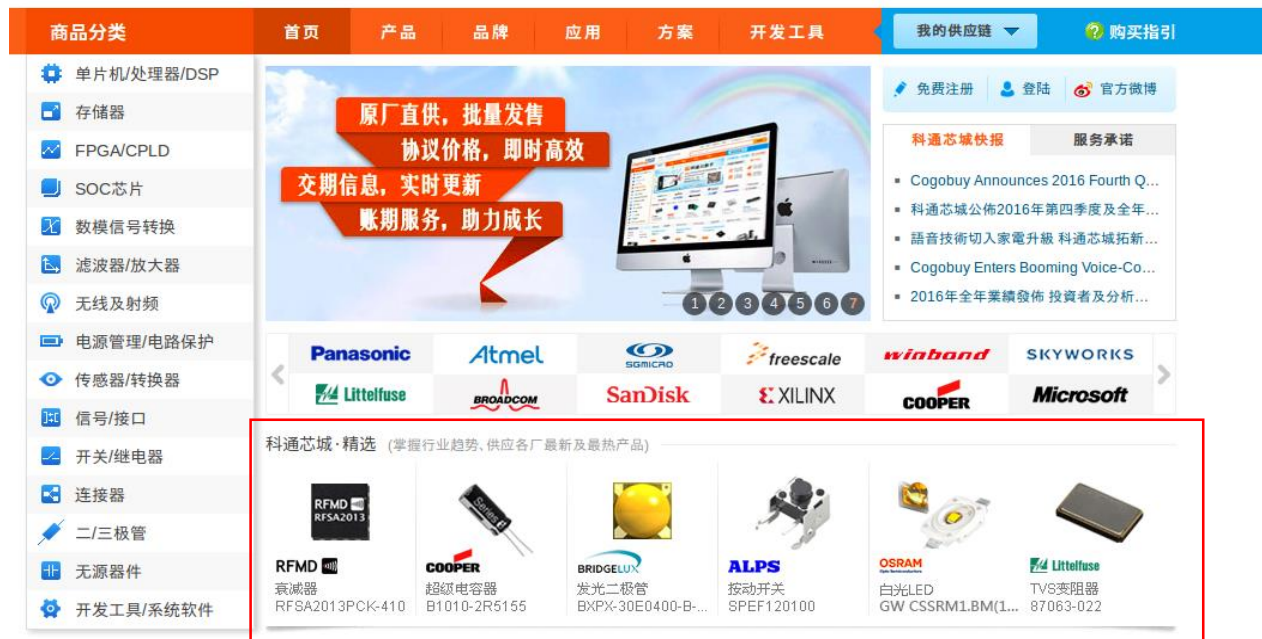 商品分类
首页
产品
品牌
应用
方案
开发工具
我的供应链
购买指引
单片机/处理器/DSP
存储器
FPGA/CPLD
SOC芯片
数模信号转换
滤波器/放大器
无线及射频
电源管理/电路保护
传感器/转换器
信号/接口
开关/继电器
连接器
二/三极管
无源器件
开发工具/系统软件
原厂直供，批量发售
协议价格，即时高效
交期信息，实时更新
账期服务，助力成长
1 2 3 4 5 6 7
免费注册
登陆
官方微博
科通芯城快报
服务承诺
Cogobuy Announces 2016 Fourth Q...
科通芯城公佈2016年第四季度及全年...
語音技術切入家電升級 科通芯城拓新...
Cogobuy Enters Booming Voice-Co...
2016年全年業績發佈 投資者及分析...
Panasonic
Atmel
SGMICRO
freescale
winbond
SKYWORKS
Littelfuse
BROADCOM
SanDisk
XILINX
COOPER
Microsoft
科通芯城·精选 (掌握行业趋势、供应各厂最新及最热产品)
RFMD
RFSA2013
Series
RFMD
衰减器
RFSA2013PCK-410
COOPER
超级电容器
B1010-2R5155
BRIDGELUX
发光二极管
BXPX-30E0400-B-...
ALPS
按动开关
SPEF120100
OSRAM
Opto Semiconductors
白光LED
GW CSSRM1.BM(1...
Littelfuse
TVS变阻器
87063-022